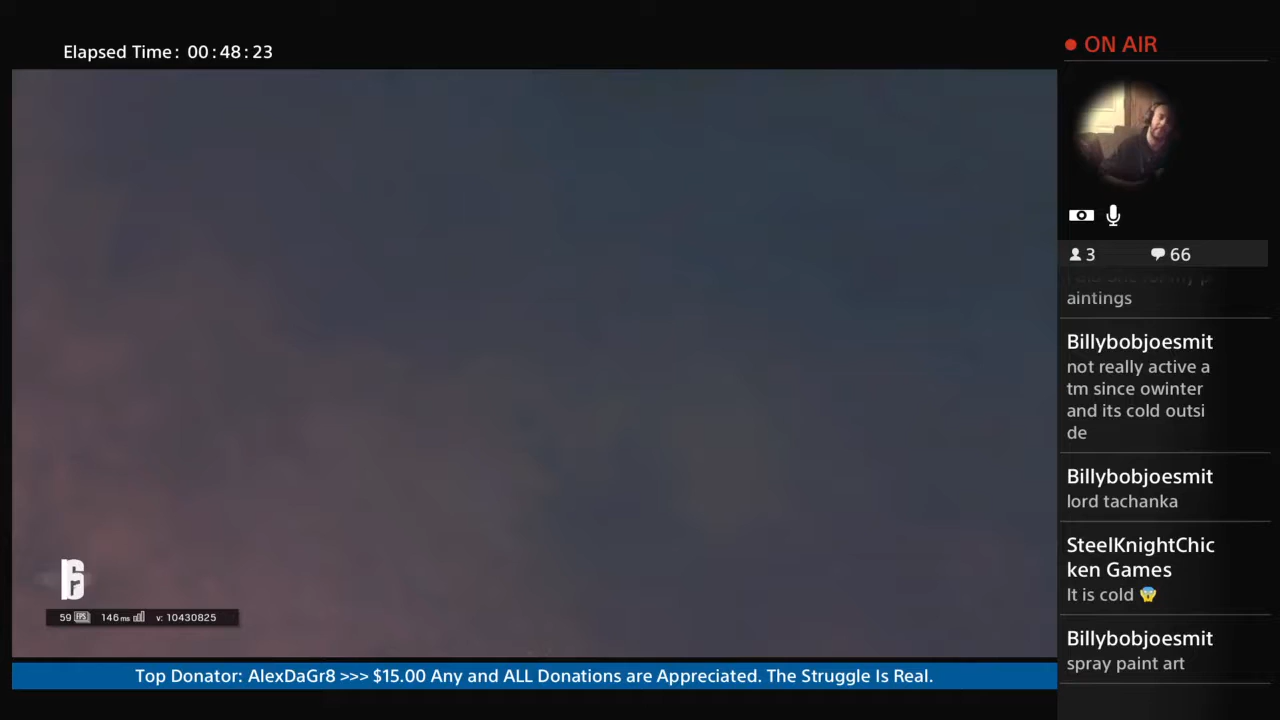 Elapsed Time: 00:48:23
ON AIR
3 66
aintings
Billybobjoesmit
not really active a
tm since owinter
and its cold outsi
de
Billybobjoesmit
lord tachanka
SteelKnightChic
ken Games
It is cold 😱
Billybobjoesmit
spray paint art
6
59 FPS 146 ms v: 10430825
Top Donator: AlexDaGr8 >>> $15.00 Any and ALL Donations are Appreciated. The Struggle Is Real.